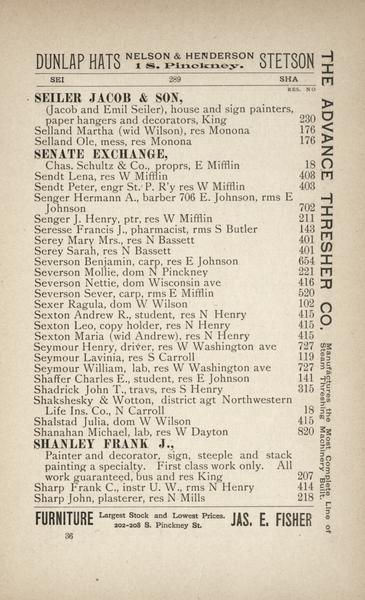 DUNLAP HATS NELSON & HENDERSON STETSON
1 S. Pinckney.
SEI 289 SHA
RES. NO
SEILER JACOB & SON,
(Jacob and Emil Seiler), house and sign painters,
paper hangers and decorators, King 230
Selland Martha (wid Wilson), res Monona 176
Selland Ole, mess, res Monona 176
SENATE EXCHANGE,
Chas. Schultz & Co., proprs, E Mifflin 18
Sendt Lena, res W Mifflin 403
Sendt Peter, engr St. P. R'y res W Mifflin 403
Senger Hermann A., barber 706 E. Johnson, rms E
Johnson 702
Senger J. Henry, ptr, res W Mifflin 211
Seresse Francis J., pharmacist, rms S Butler 143
Serey Mary Mrs., res N Bassett 401
Serey Sarah, res N Bassett 401
Severson Benjamin, carp, res E Johnson 654
Severson Mollie, dom N Pinckney 221
Severson Nettie, dom Wisconsin ave 416
Severson Sever, carp, rms E Mifflin 520
Sexer Ragula, dom W Wilson 102
Sexton Andrew R., student, res N Henry 415
Sexton Leo, copy holder, res N Henry 415
Sexton Maria (wid Andrew), res N Henry 415
Seymour Henry, driver, res W Washington ave 727
Seymour Lavinia, res S Carroll 119
Seymour William, lab, res W Washington ave 727
Shaffer Charles E., student, res E Johnson 141
Shadrick John T., travs, res S Henry 315
Shakshesky & Wotton, district agt Northwestern
Life Ins. Co., N Carroll 18
Shalstad Julia, dom W Wilson 415
Shanahan Michael, lab, res W Dayton 820
SHANLEY FRANK J.,
Painter and decorator, sign, steeple and stack
painting a specialty. First class work only. All
work guaranteed, bus and res King 207
Sharp Frank C., instr U. W., rms N Henry 414
Sharp John, plasterer, res N Mills 218
FURNITURE Largest Stock and Lowest Prices. JAS. E. FISHER
202-208 S. Pinckney St.
36
THE ADVANCE THRESHER CO.
Manufactures the Most Complete Line of
Steam Threshing Machinery Built.